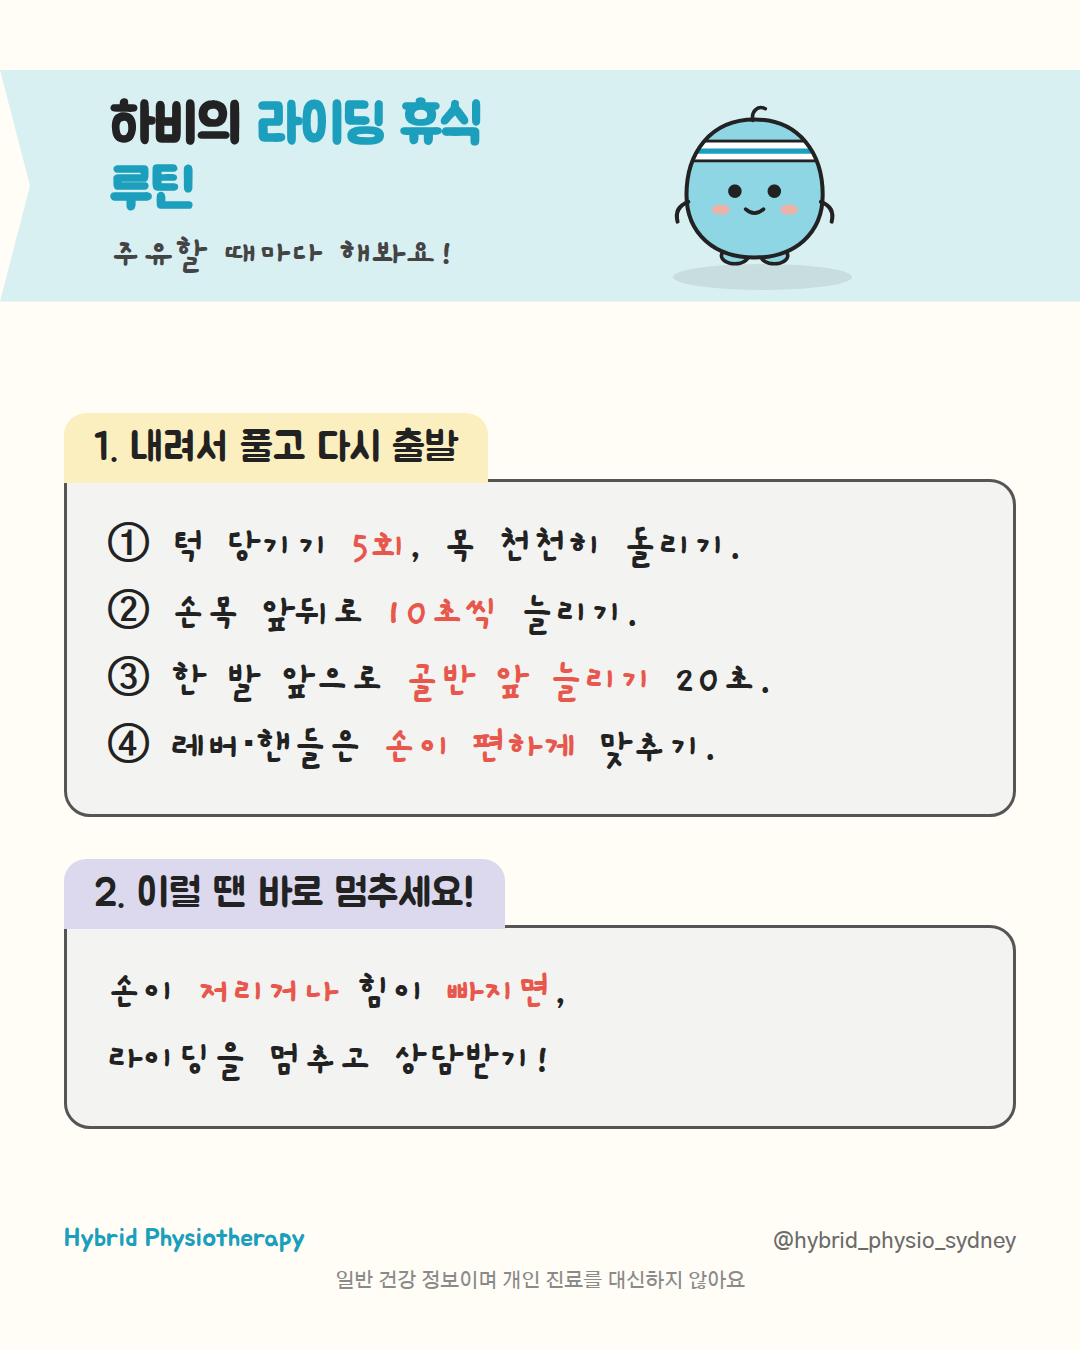 하비의 라이딩 휴식
루틴
주유할 때마다 해봐요!
1. 내려서 풀고 다시 출발
① 턱 당기기 5회, 목 천천히 돌리기.
② 손목 앞뒤로 10초씩 늘리기.
③ 한 발 앞으로 골반 앞 늘리기 20초.
④ 레버·핸들은 손이 편하게 맞추기.
2. 이럴 땐 바로 멈추세요!
손이 저리거나 힘이 빠지면,
라이딩을 멈추고 상담받기!
Hybrid Physiotherapy
@hybrid_physio_sydney
일반 건강 정보이며 개인 진료를 대신하지 않아요